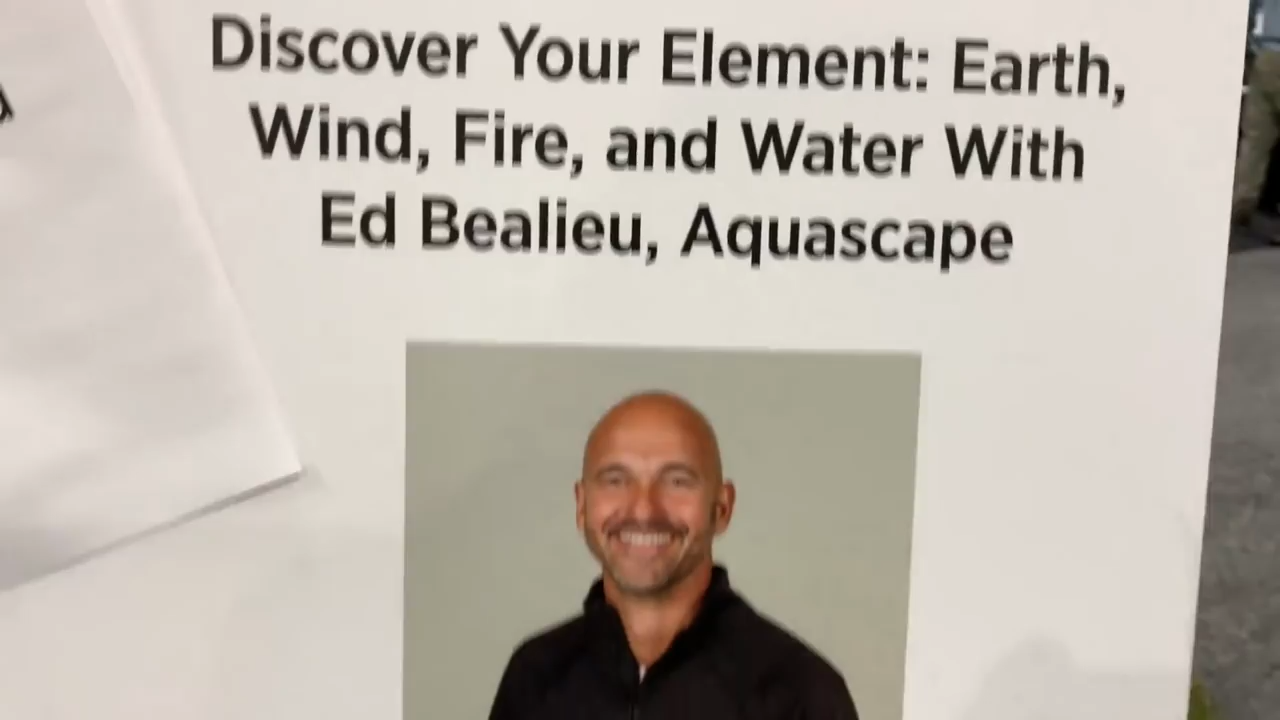 Discover Your Element: Earth,
Wind, Fire, and Water With
Ed Bealieu, Aquascape